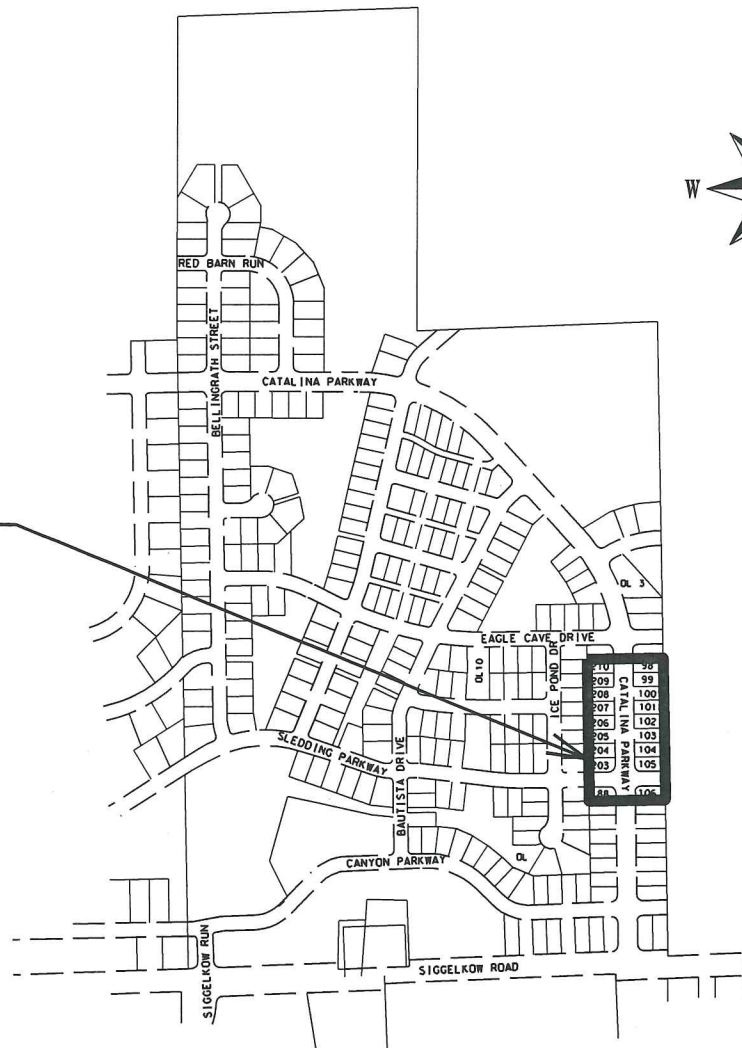 W
RED BARN RUN
BELLINGRATH STREET
CATALINA PARKWAY
OL 3
EAGLE CAVE DRIVE
OL10
ICE POND DR
210
209
208
207
206
205
204
203
CATALINA PARKWAY
98
99
100
101
102
103
104
105
106
SLEDDING PARKWAY
BAUTISTA DRIVE
OL
CANYON PARKWAY
SIGGELKOW ROAD
SIGGELKOW RUN